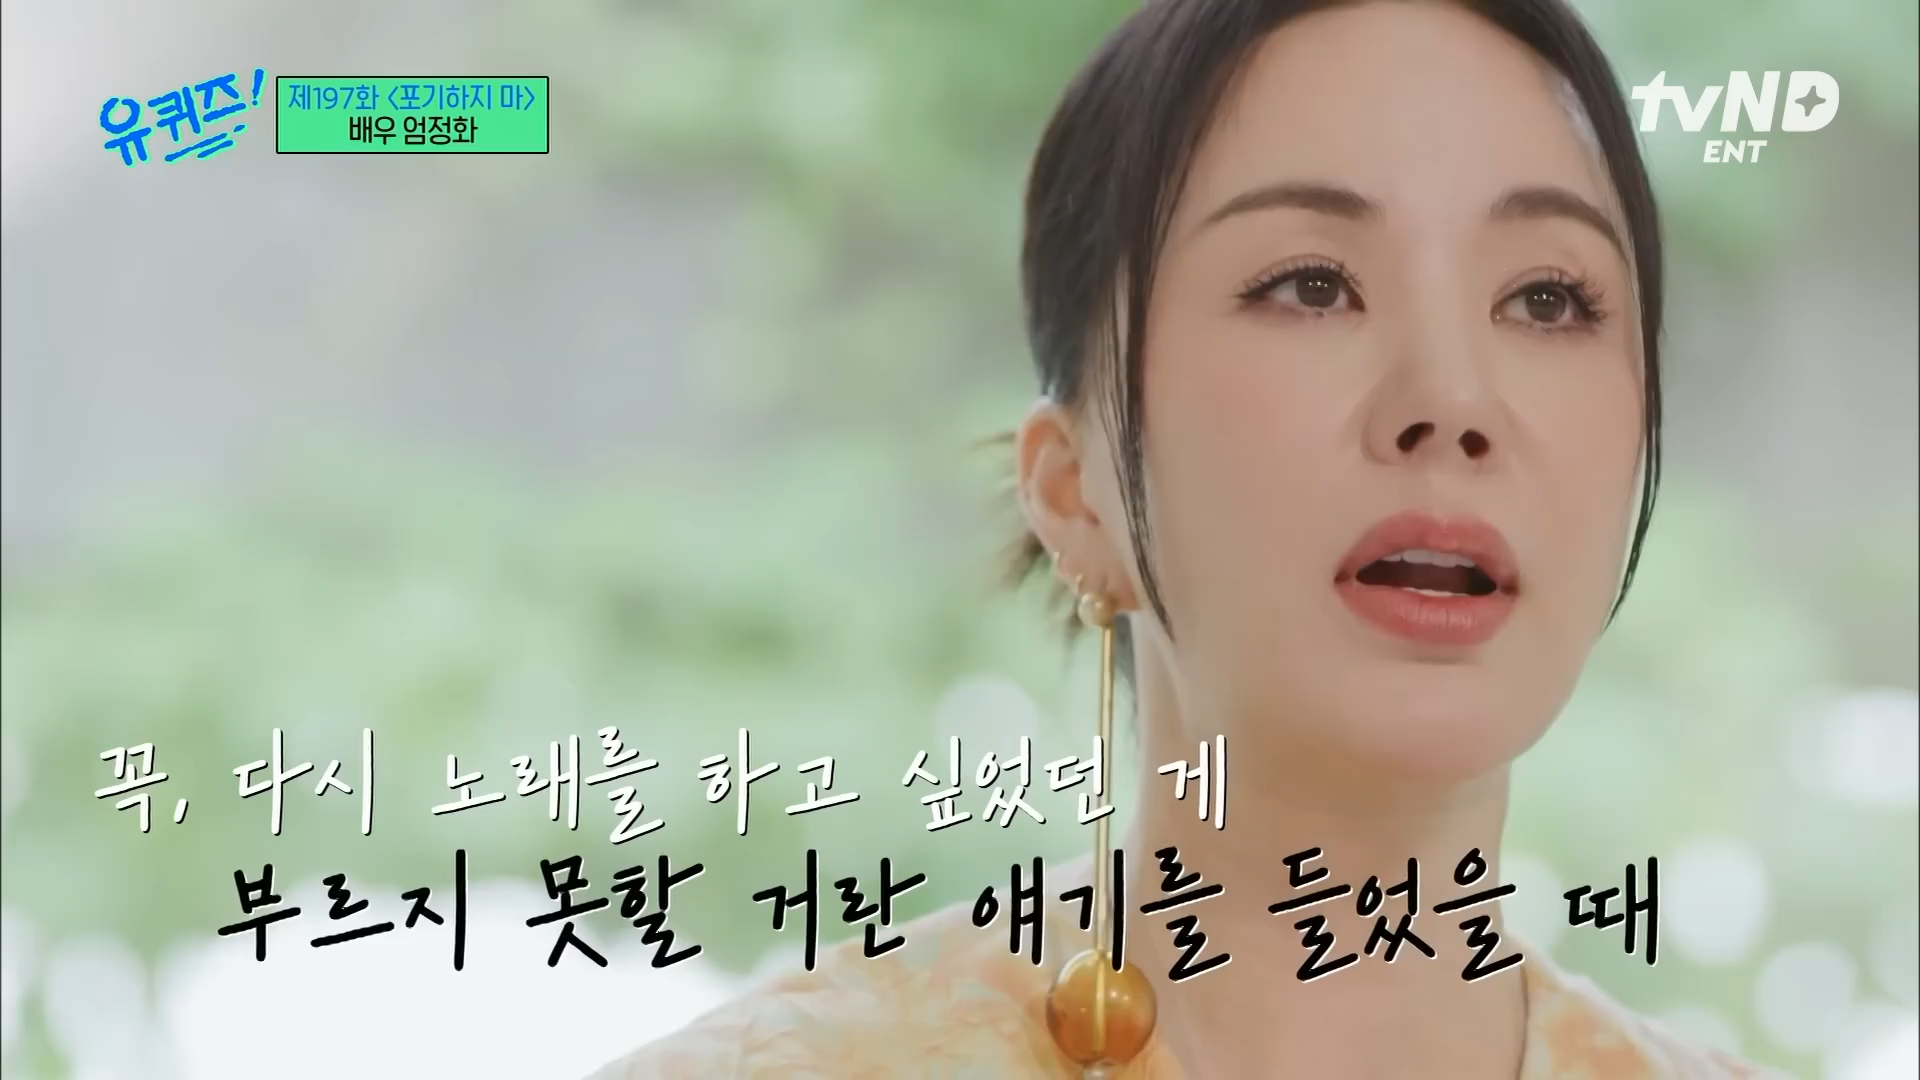 유퀴즈!
제197화 <포기하지 마>
배우 엄정화
tvND
ENT
꼭, 다시 노래를 하고 싶었던 게
부르지 못할 거란 얘기를 들었을 때